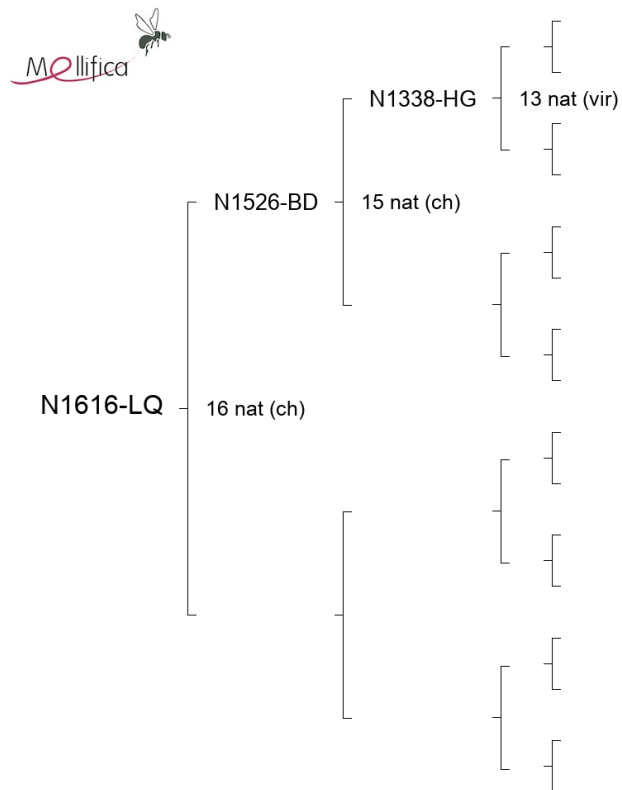 Mellifica
N1338-HG
13 nat (vir)
N1526-BD
15 nat (ch)
N1616-LQ
16 nat (ch)